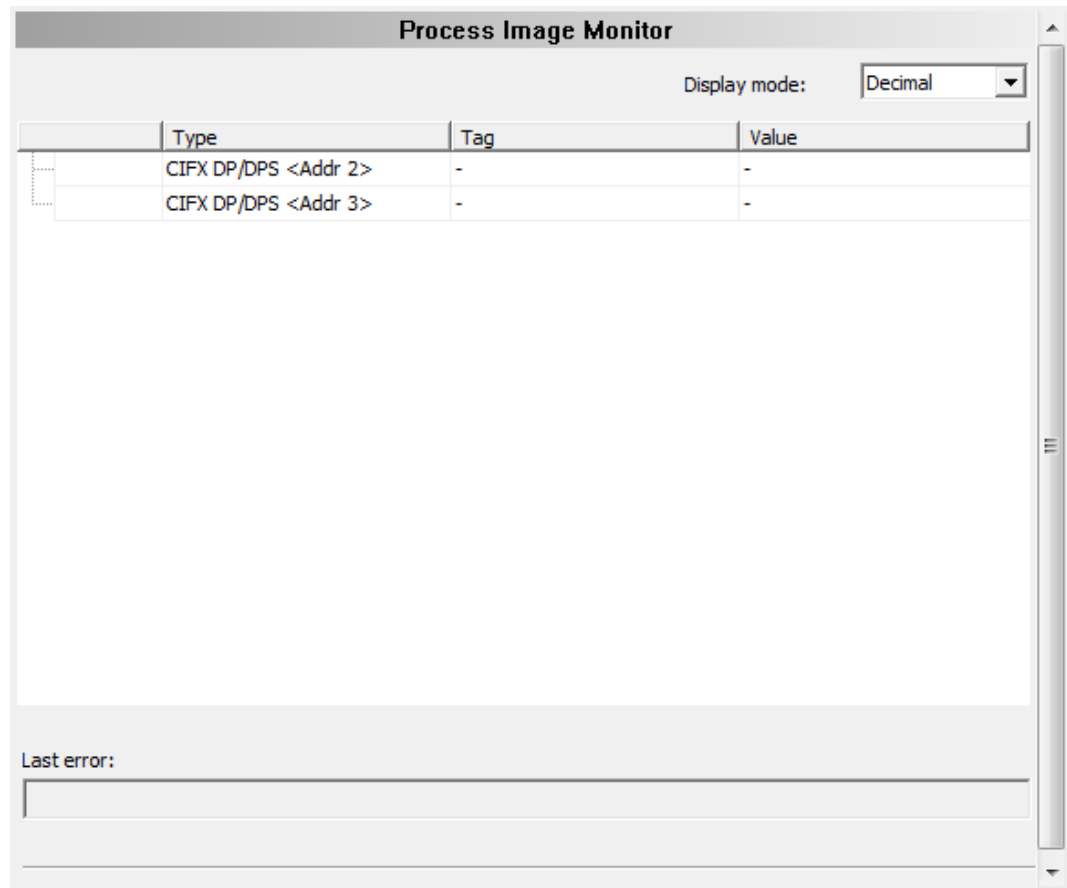 Process Image Monitor
Display mode: Decimal
Type Tag Value
CIFX DP/DPS <Addr 2> - -
CIFX DP/DPS <Addr 3> - -
Last error: